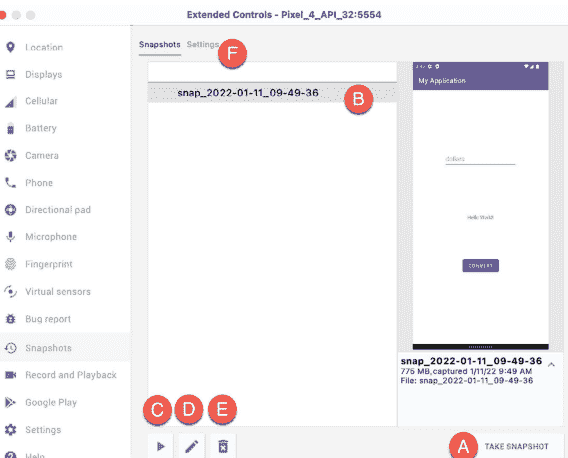 Extended Controls - Pixel_4_API_32:5554
Location
Displays
Cellular
Battery
Camera
Phone
Directional pad
Microphone
Fingerprint
Virtual sensors
Bug report
Snapshots
Record and Playback
Google Play
Settings
Help
Snapshots Settings
F
snap_2022-01-11_09-49-36
B
My Application
dollars
Hello World!
CONVERT
snap_2022-01-11_09-49-36
775 MB,captured 1/11/22 9:49 AM
File: snap_2022-01-11_09-49-36
C D E
A TAKE SNAPSHOT